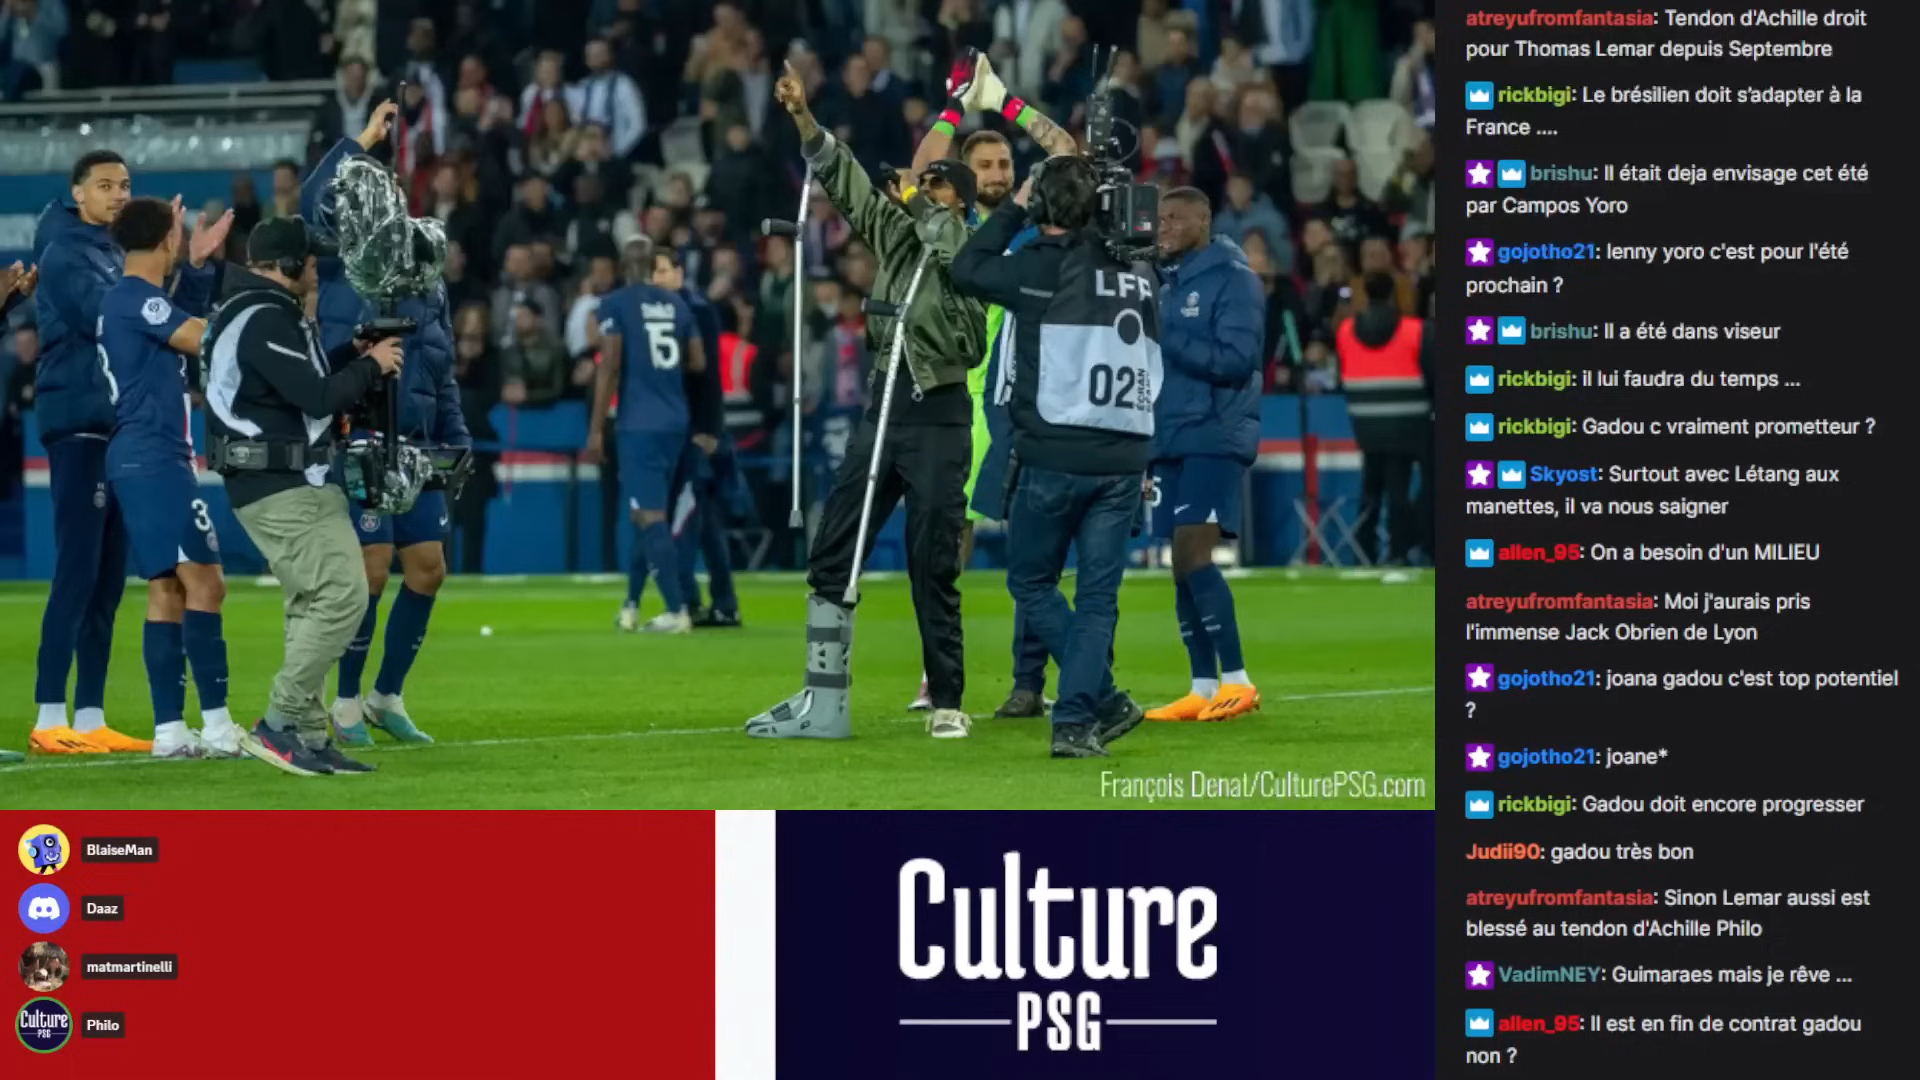 15
LFP
02
ÉCRAN
3
François Denat/CulturePSG.com
BlaiseMan
Daaz
matmartinelli
Culture
PSG
Philo
Culture
PSG
atreyufromfantasia: Tendon d'Achille droit
pour Thomas Lemar depuis Septembre
rickbigi: Le brésilien doit s'adapter à la
France ....
brishu: Il était deja envisage cet été
par Campos Yoro
gojotho21: lenny yoro c'est pour l'été
prochain ?
brishu: Il a été dans viseur
rickbigi: il lui faudra du temps ...
rickbigi: Gadou c vraiment prometteur ?
Skyost: Surtout avec Létang aux
manettes, il va nous saigner
allen_95: On a besoin d'un MILIEU
atreyufromfantasia: Moi j'aurais pris
l'immense Jack Obrien de Lyon
gojotho21: joana gadou c'est top potentiel
?
gojotho21: joane*
rickbigi: Gadou doit encore progresser
Judii90: gadou très bon
atreyufromfantasia: Sinon Lemar aussi est
blessé au tendon d'Achille Philo
VadimNEY: Guimaraes mais je rêve ...
allen_95: Il est en fin de contrat gadou
non ?